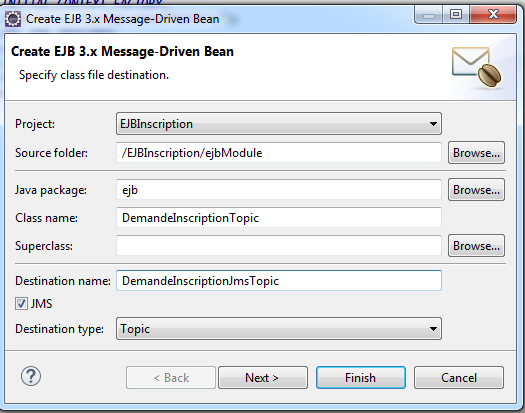 INITIAL_CONTEXT_FACTORY
Create EJB 3.x Message-Driven Bean
Create EJB 3.x Message-Driven Bean
Specify class file destination.
Project: EJBInscription
Source folder: /EJBInscription/ejbModule Browse...
Java package: ejb Browse...
Class name: DemandeInscriptionTopic
Superclass: Browse...
Destination name: DemandeInscriptionJmsTopic
JMS
Destination type: Topic
? < Back Next > Finish Cancel